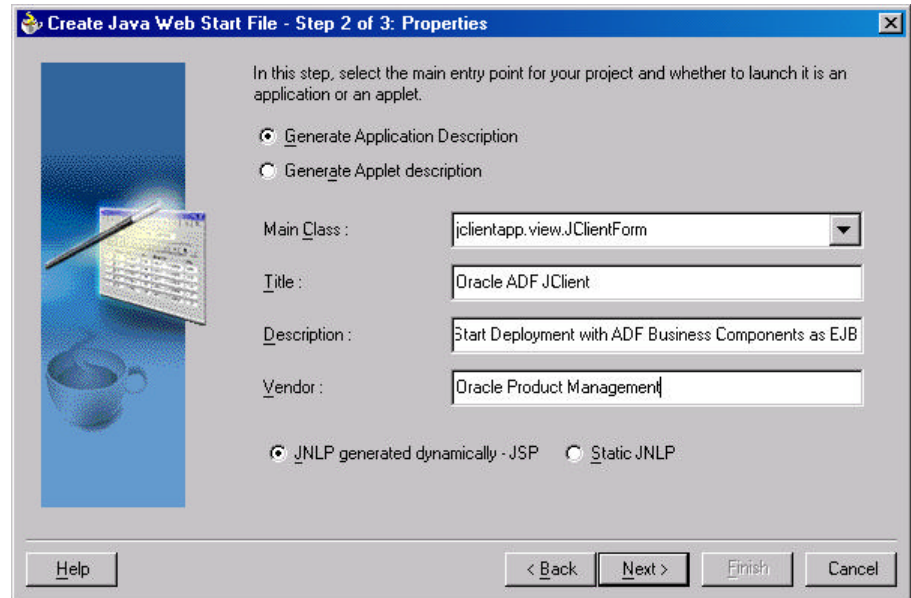 Create Java Web Start File - Step 2 of 3: Properties
In this step, select the main entry point for your project and whether to launch it is an
application or an applet.
Generate Application Description
Generate Applet description
Main Class : jclientapp.view.JClientForm
Title : Oracle ADF JClient
Description : Start Deployment with ADF Business Components as EJB
Vendor : Oracle Product Management
JNLP generated dynamically - JSP Static JNLP
Help < Back Next > Finish Cancel